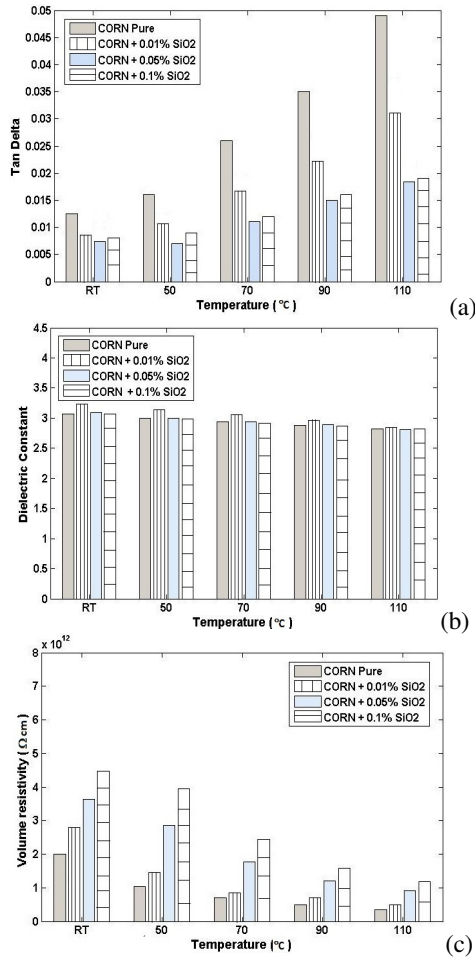 0.05
0.045
0.04
0.035
0.03
0.025
0.02
0.015
0.01
0.005
0
Tan Delta
CORN Pure
CORN + 0.01% SiO2
CORN + 0.05% SiO2
CORN + 0.1% SiO2
RT 50 70 90 110
Temperature (°C)
(a)
4.5
4
3.5
3
2.5
2
1.5
1
0.5
0
Dielectric Constant
CORN Pure
CORN + 0.01% SiO2
CORN + 0.05% SiO2
CORN + 0.1% SiO2
RT 50 70 90 110
Temperature (°C)
(b)
x 10^12
8
7
6
5
4
3
2
1
0
Volume resistivity (Ω cm)
CORN Pure
CORN + 0.01% SiO2
CORN + 0.05% SiO2
CORN + 0.1% SiO2
RT 50 70 90 110
Temperature (°C)
(c)